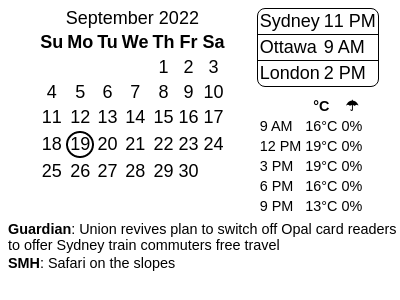 September 2022
Su Mo Tu We Th Fr Sa
1 2 3
4 5 6 7 8 9 10
11 12 13 14 15 16 17
18 19 20 21 22 23 24
25 26 27 28 29 30
Sydney 11 PM
Ottawa 9 AM
London 2 PM
°C ☂
9 AM 16°C 0%
12 PM 19°C 0%
3 PM 19°C 0%
6 PM 16°C 0%
9 PM 13°C 0%
Guardian: Union revives plan to switch off Opal card readers
to offer Sydney train commuters free travel
SMH: Safari on the slopes